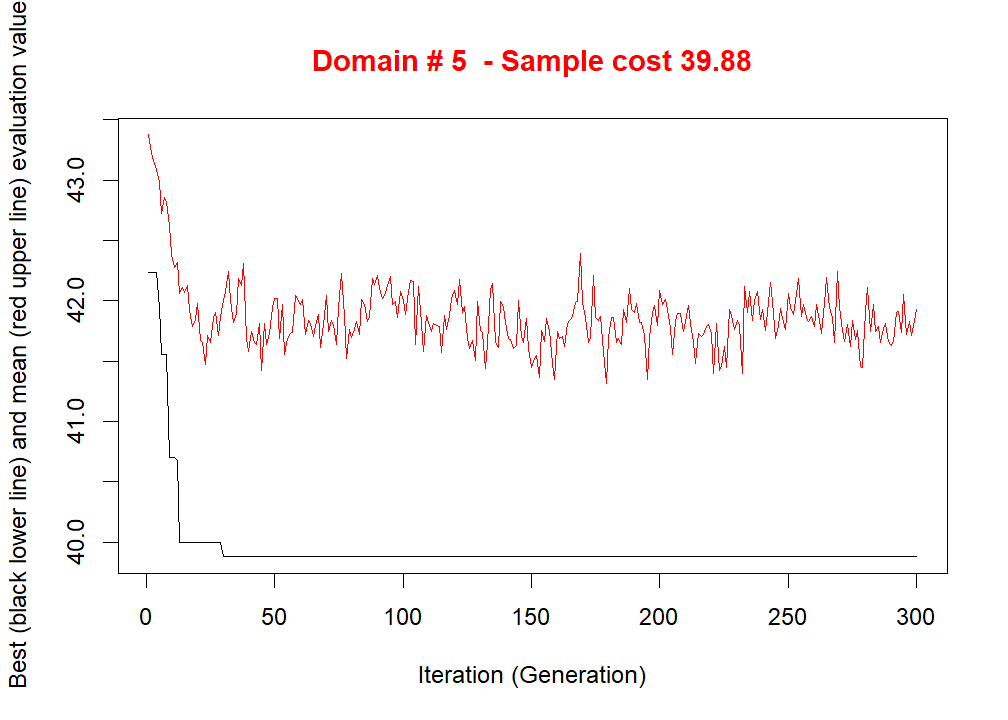 Domain # 5  - Sample cost 39.88
Best (black lower line) and mean (red upper line) evaluation value
43.0
42.0
41.0
40.0
0 50 100 150 200 250 300
Iteration (Generation)